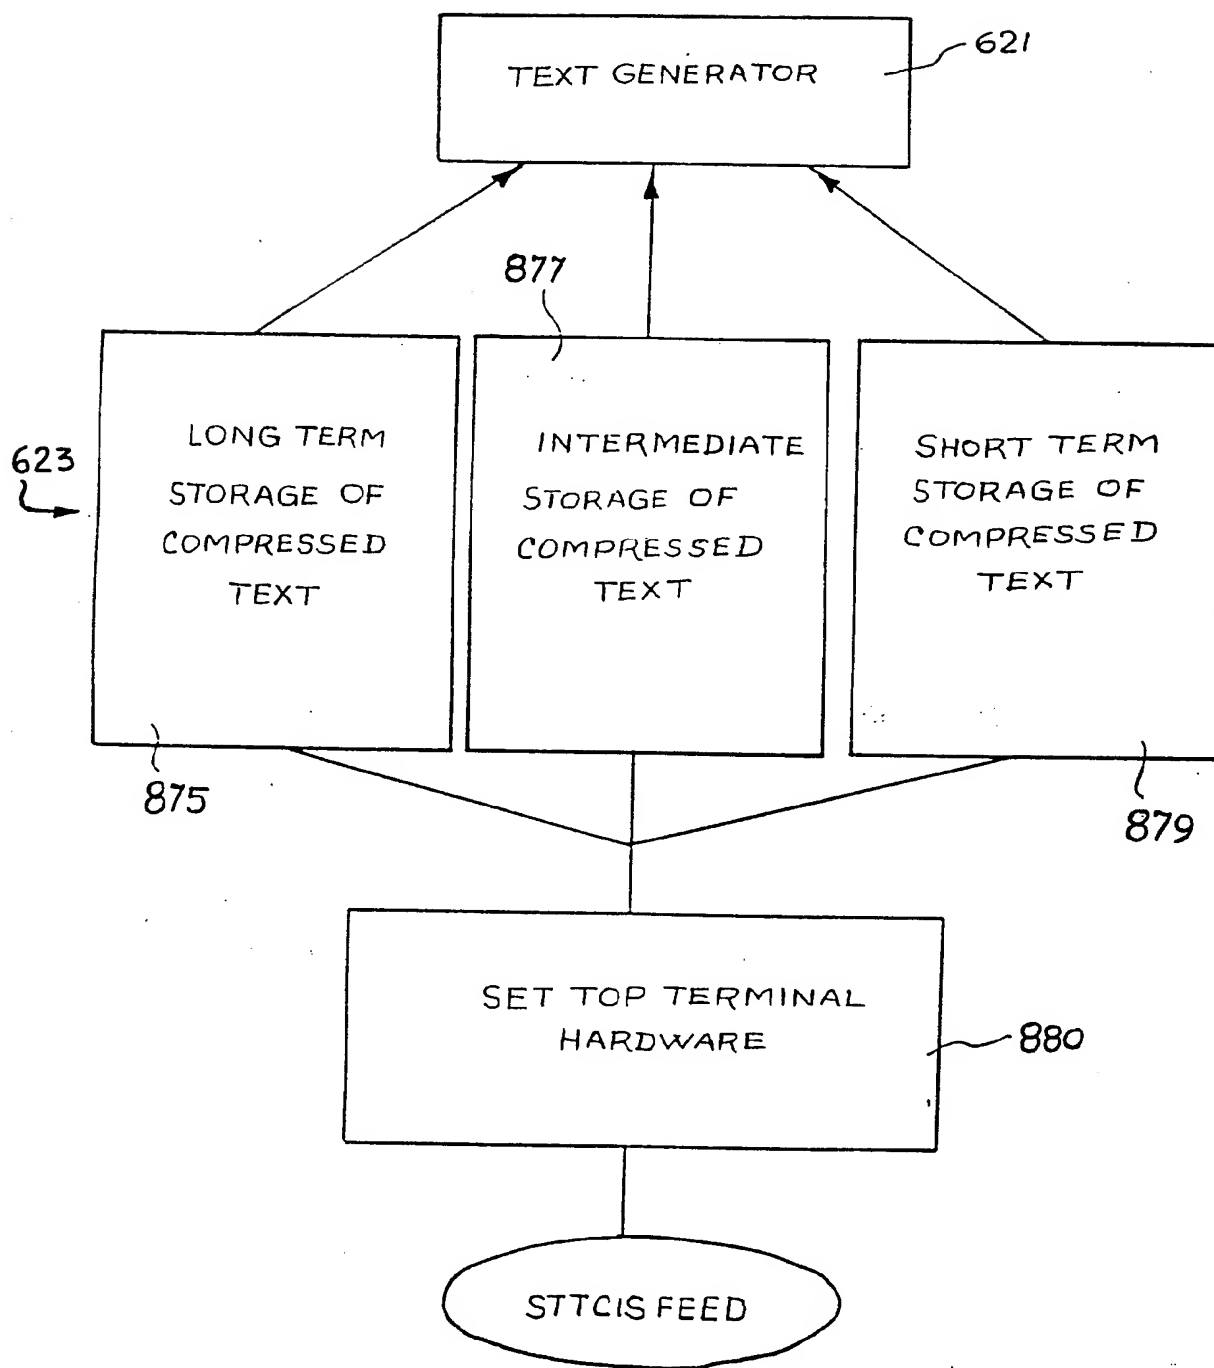 TEXT GENERATOR
621
877
623
LONG TERM
STORAGE OF
COMPRESSED
TEXT
INTERMEDIATE
STORAGE OF
COMPRESSED
TEXT
SHORT TERM
STORAGE OF
COMPRESSED
TEXT
875
879
SET TOP TERMINAL
HARDWARE
880
STTCIS FEED